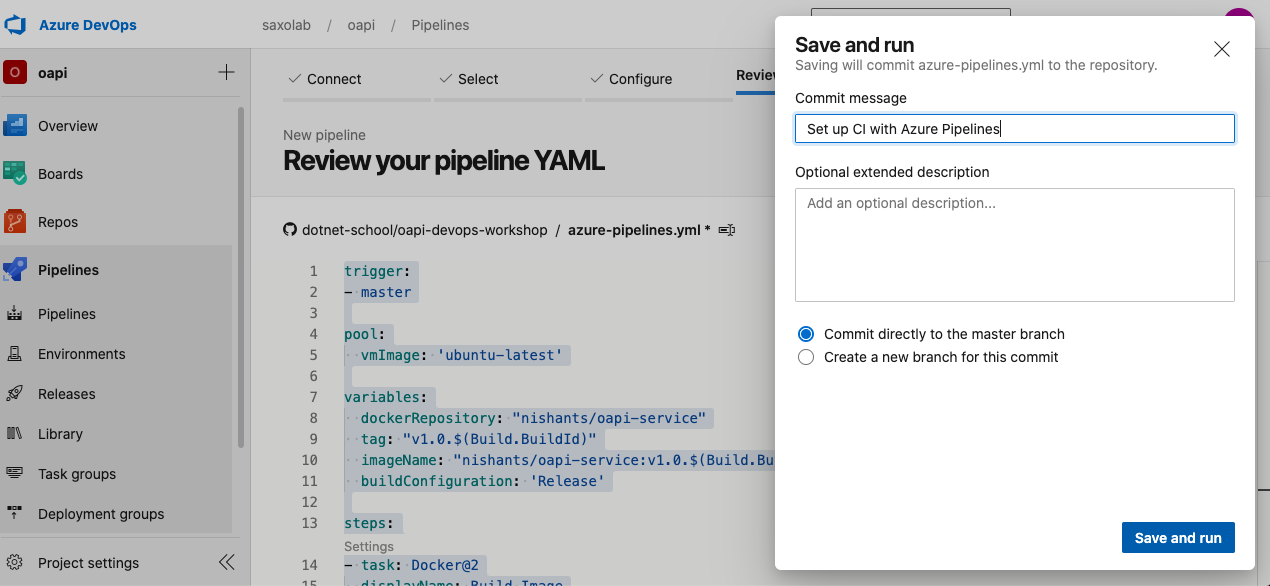 Azure DevOps
saxolab / oapi / Pipelines
O oapi
Overview
Boards
Repos
Pipelines
Pipelines
Environments
Releases
Library
Task groups
Deployment groups
Project settings
Connect
Select
Configure
New pipeline
Review your pipeline YAML
dotnet-school/oapi-devops-workshop / azure-pipelines.yml *
1 trigger:
2 - master
3
4 pool:
5 vmImage: 'ubuntu-latest'
6
7 variables:
8 dockerRepository: "nishants/oapi-service"
9 tag: "v1.0.$(Build.BuildId)"
10 imageName: "nishants/oapi-service:v1.0.$(Build.Bu
11 buildConfiguration: 'Release'
12
13 steps:
Settings
14 - task: Docker@2
15 displayName: Build Image
Save and run
Saving will commit azure-pipelines.yml to the repository.
Commit message
Set up CI with Azure Pipelines
Optional extended description
Add an optional description...
Commit directly to the master branch
Create a new branch for this commit
Save and run